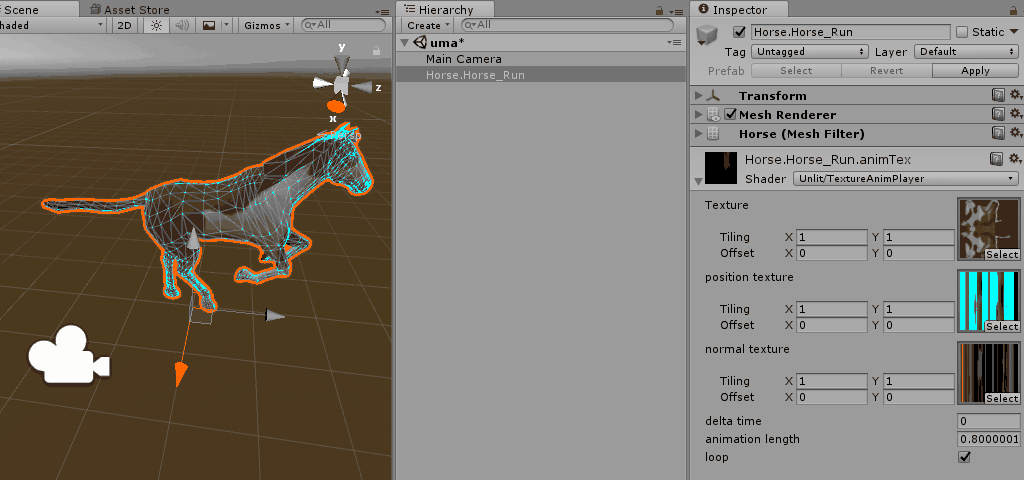 Scene
Asset Store
haded
2D
Gizmos
All
y
z
x
Hierarchy
Create
All
uma*
Main Camera
Horse.Horse_Run
Inspector
Horse.Horse_Run
Static
Tag
Untagged
Layer
Default
Prefab
Select
Revert
Apply
Transform
Mesh Renderer
Horse (Mesh Filter)
Horse.Horse_Run.animTex
Shader
Unlit/TextureAnimPlayer
Texture
Tiling X 1 Y 1
Offset X 0 Y 0
Select
position texture
Tiling X 1 Y 1
Offset X 0 Y 0
Select
normal texture
Tiling X 1 Y 1
Offset X 0 Y 0
Select
delta time 0
animation length 0.8000001
loop